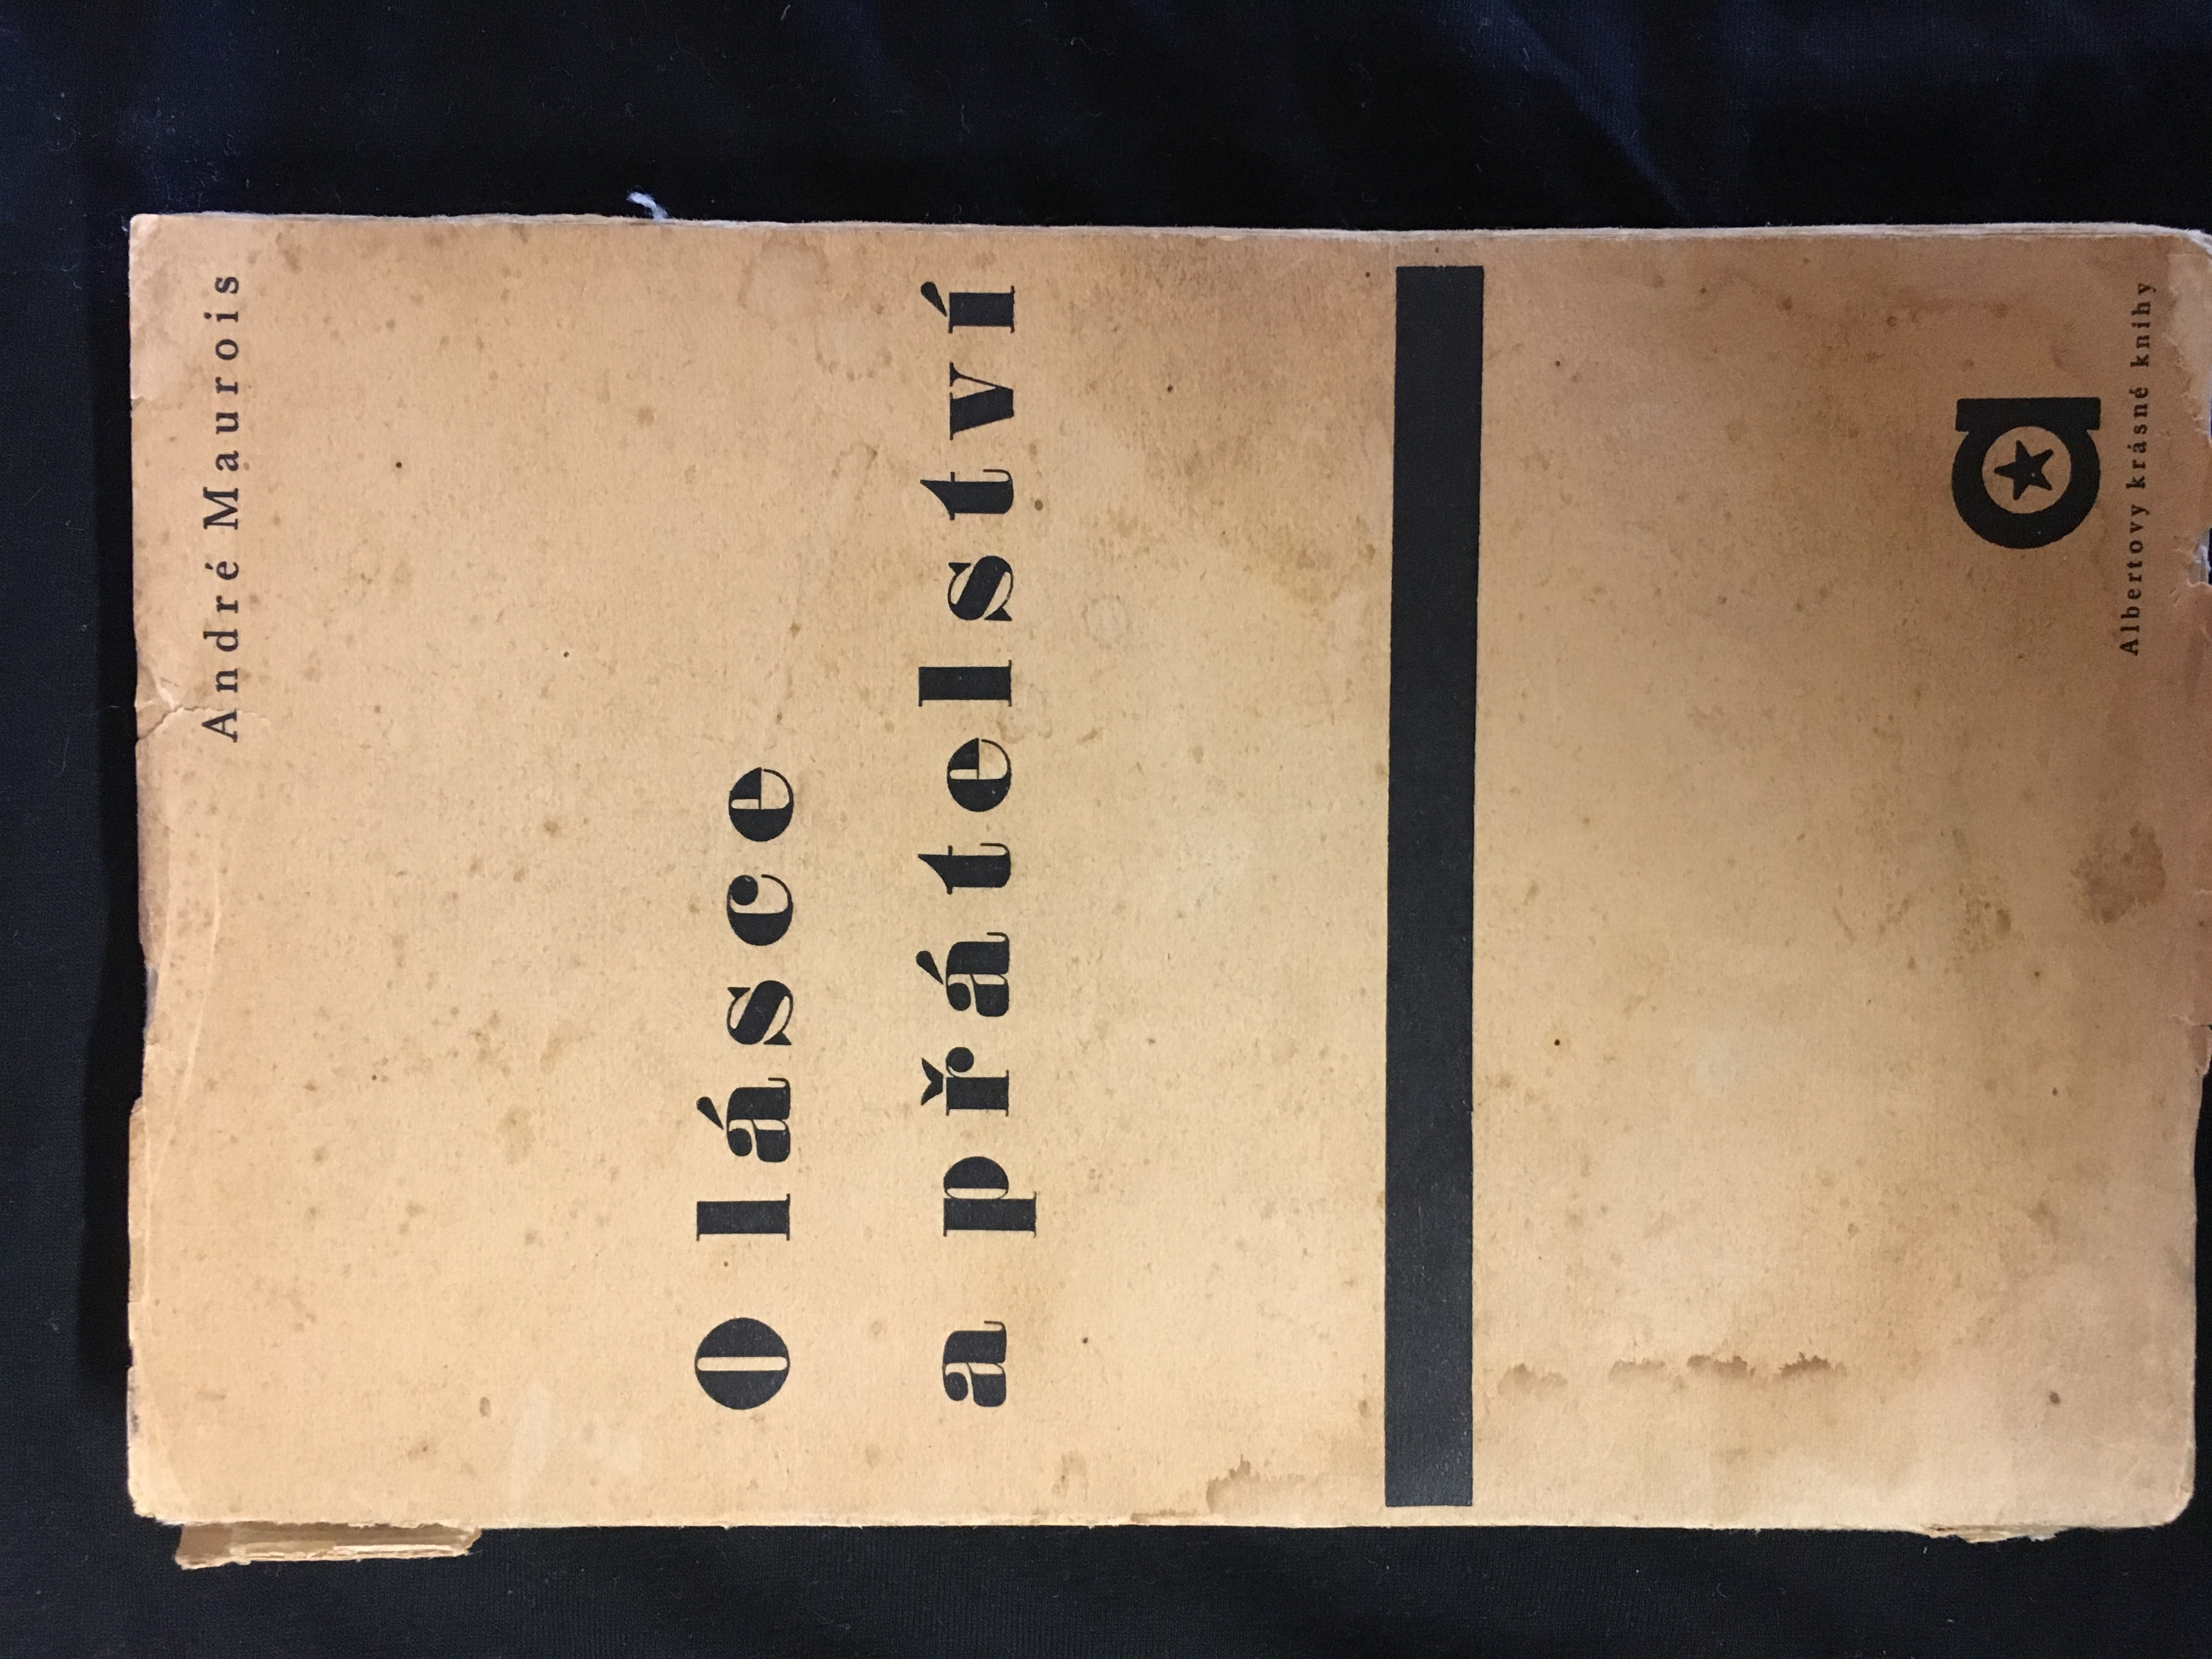 André Maurois
O lásce
a přátelství
a
Albertovy krásné knihy